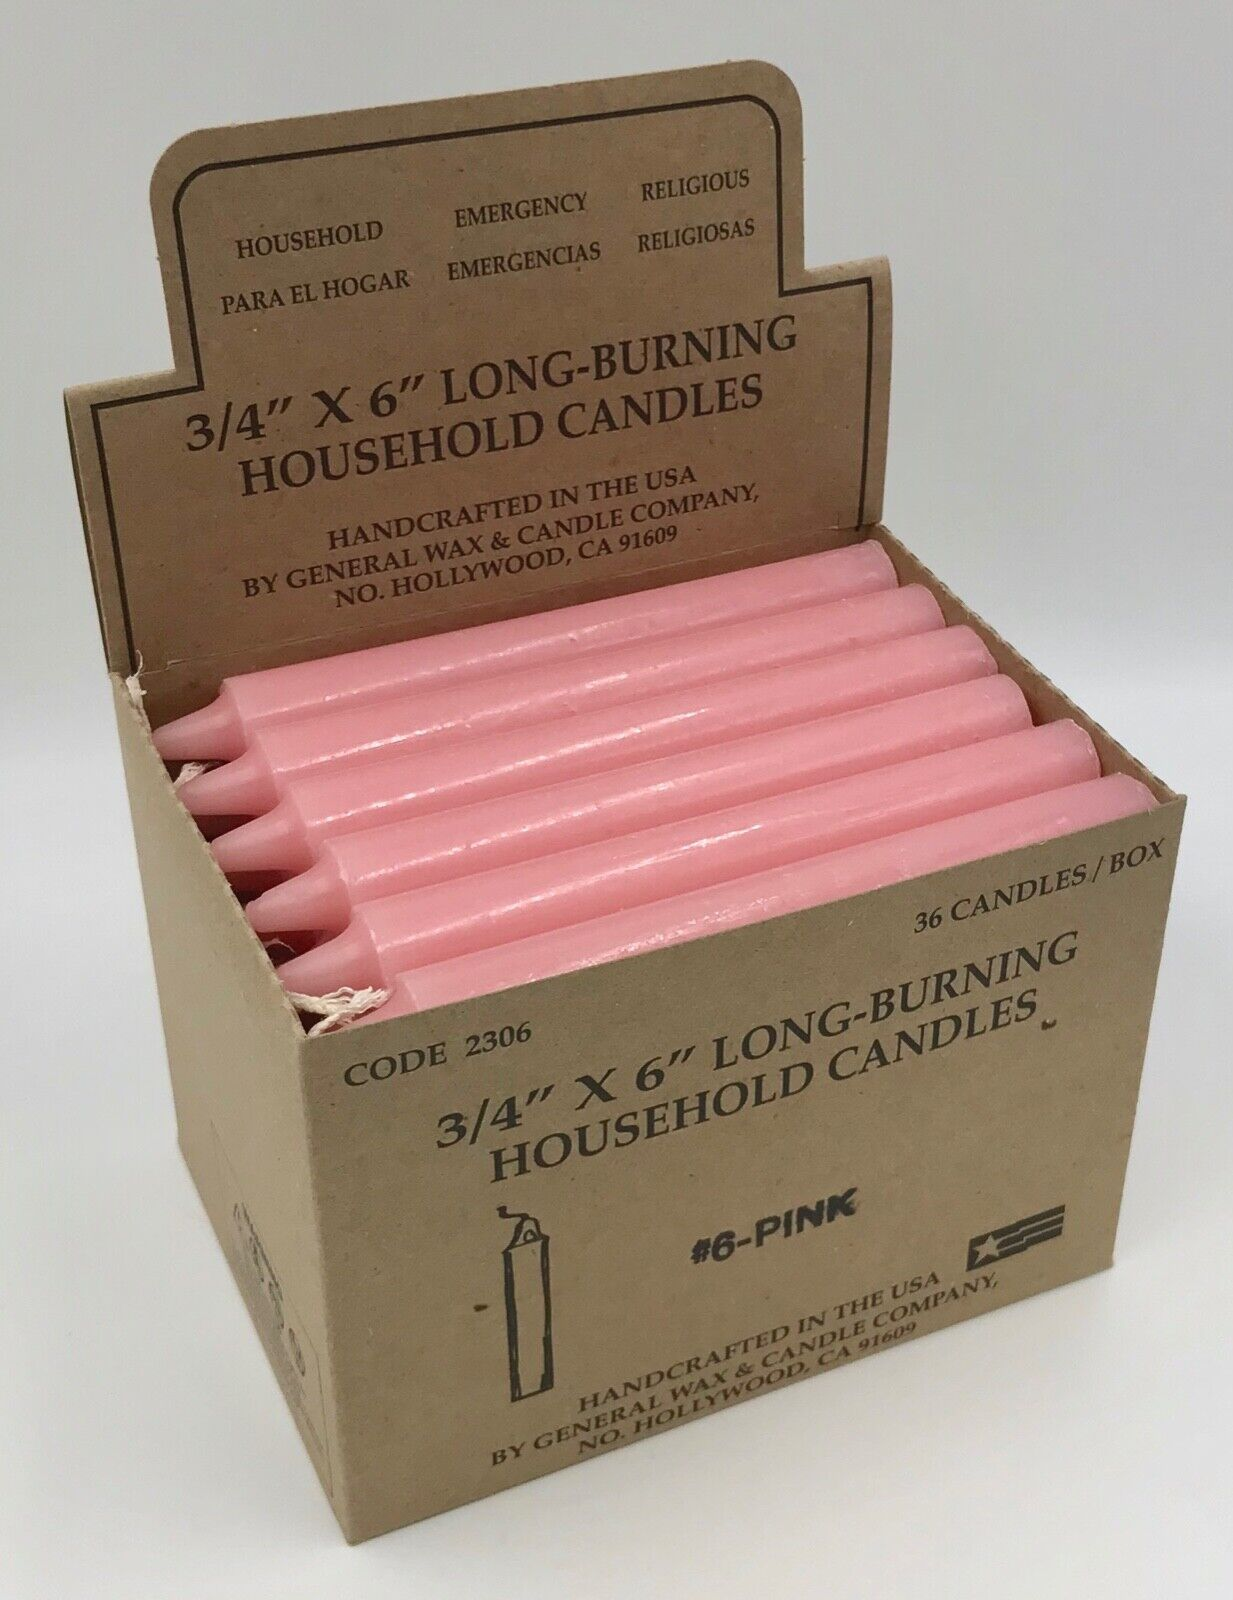 HOUSEHOLD EMERGENCY RELIGIOUS
PARA EL HOGAR EMERGENCIAS RELIGIOSAS
3/4" X 6" LONG-BURNING
HOUSEHOLD CANDLES
HANDCRAFTED IN THE USA
BY GENERAL WAX & CANDLE COMPANY,
NO. HOLLYWOOD, CA 91609
36 CANDLES / BOX
CODE 2306
3/4" X 6" LONG-BURNING
HOUSEHOLD CANDLES
#6-PINK
HANDCRAFTED IN THE USA
BY GENERAL WAX & CANDLE COMPANY,
NO. HOLLYWOOD, CA 91609